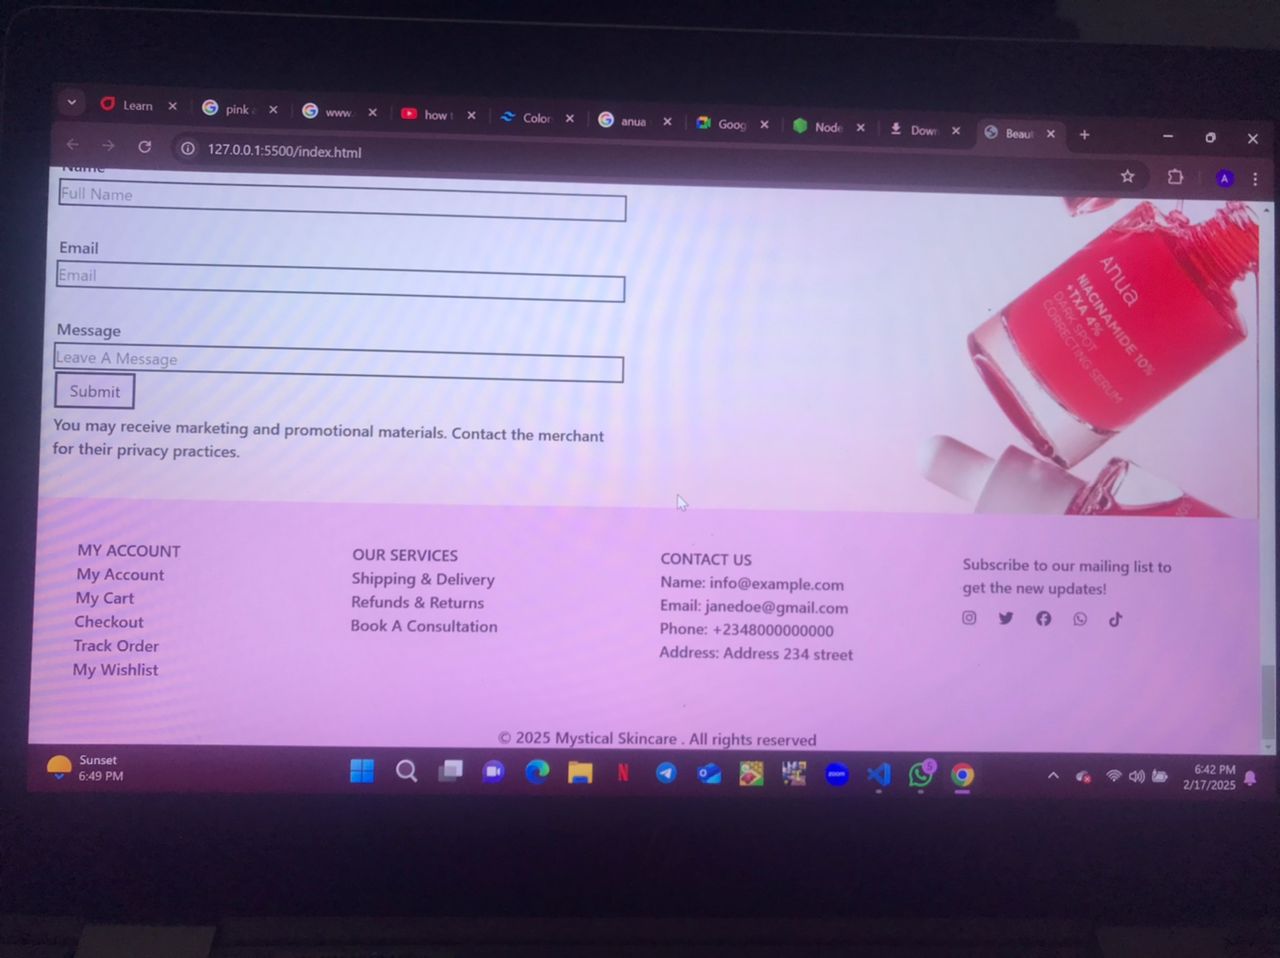 Learn
pink
www.
how t
Color
anua
Goog
Node
Dow
Beau
127.0.0.1:5500/index.html
A
Name
Full Name
Email
Email
Message
Leave A Message
Submit
You may receive marketing and promotional materials. Contact the merchant
for their privacy practices.
Anua
NIACINAMIDE 10%
+TXA 4%
DARK SPOT
CORRECTING SERUM
MY ACCOUNT
My Account
My Cart
Checkout
Track Order
My Wishlist
OUR SERVICES
Shipping & Delivery
Refunds & Returns
Book A Consultation
CONTACT US
Name: info@example.com
Email: janedoe@gmail.com
Phone: +2348000000000
Address: Address 234 street
Subscribe to our mailing list to
get the new updates!
© 2025 Mystical Skincare . All rights reserved
Sunset
6:49 PM
zoom
5
6:42 PM
2/17/2025